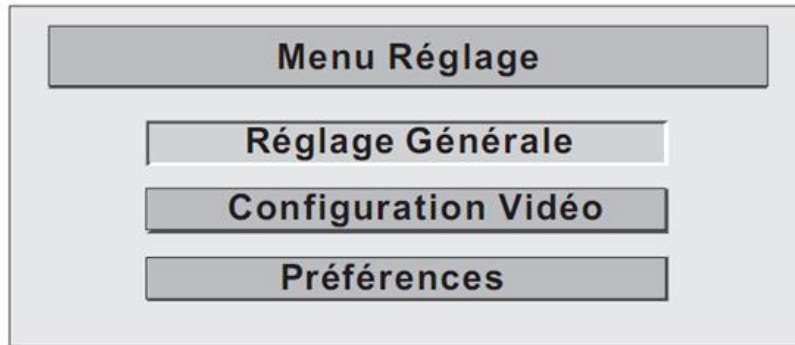 Menu Réglage
Réglage Générale
Configuration Vidéo
Préférences